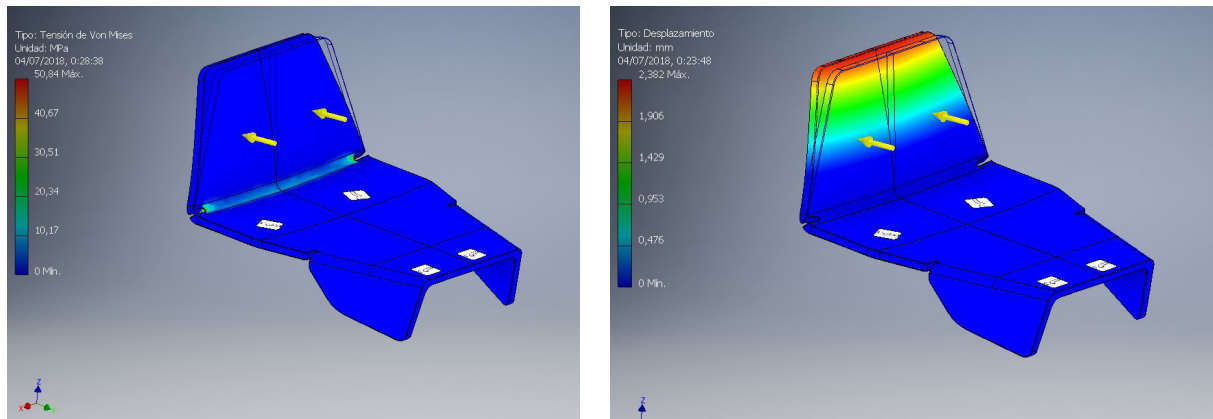 Tipo: Tensión de Von Mises
Unidad: MPa
04/07/2018, 0:28:38
50,84 Máx.
40,67
30,51
20,34
10,17
0 Mín.
Z
X
Y
Tipo: Desplazamiento
Unidad: mm
04/07/2018, 0:23:48
2,382 Máx.
1,906
1,429
0,953
0,476
0 Mín.
Z